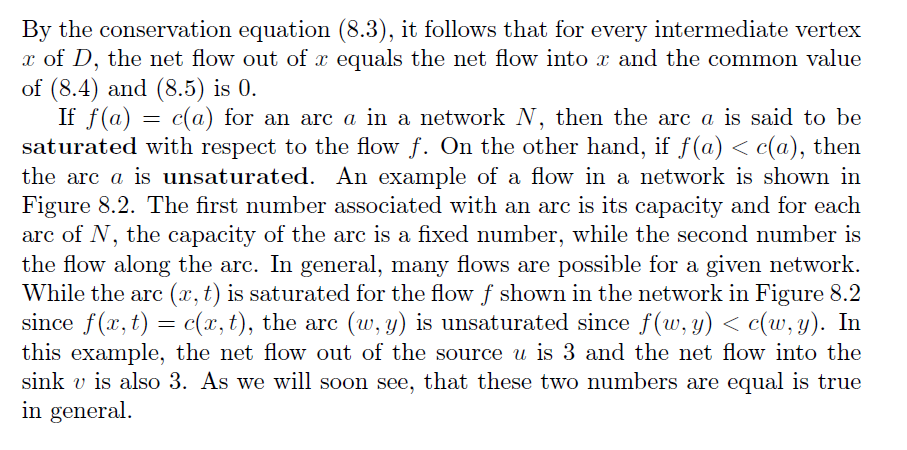 By the conservation equation (8.3), it follows that for every intermediate vertex
x of D, the net flow out of x equals the net flow into x and the common value
of (8.4) and (8.5) is 0.
If f(a) = c(a) for an arc a in a network N, then the arc a is said to be
saturated with respect to the flow f. On the other hand, if f(a) < c(a), then
the arc a is unsaturated. An example of a flow in a network is shown in
Figure 8.2. The first number associated with an arc is its capacity and for each
arc of N, the capacity of the arc is a fixed number, while the second number is
the flow along the arc. In general, many flows are possible for a given network.
While the arc (x, t) is saturated for the flow f shown in the network in Figure 8.2
since f(x, t) = c(x, t), the arc (w, y) is unsaturated since f(w, y) < c(w, y). In
this example, the net flow out of the source u is 3 and the net flow into the
sink v is also 3. As we will soon see, that these two numbers are equal is true
in general.